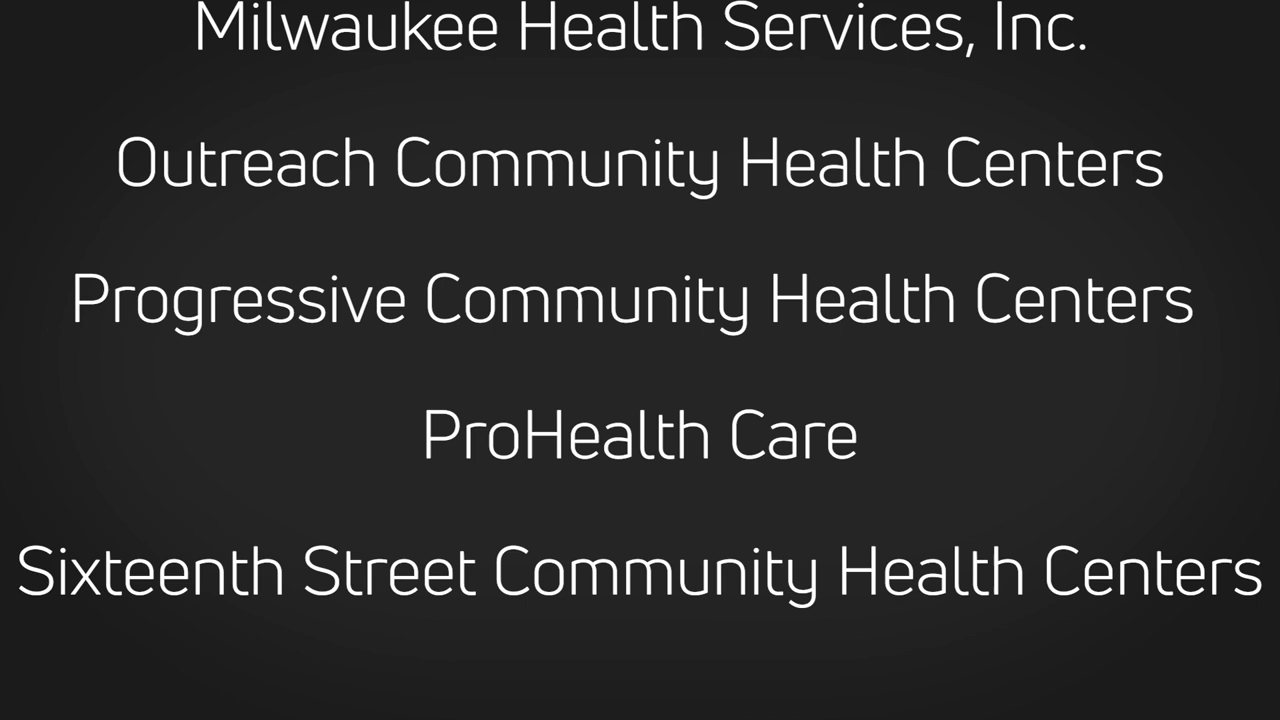 Milwaukee Health Services, Inc.
Outreach Community Health Centers
Progressive Community Health Centers
ProHealth Care
Sixteenth Street Community Health Centers